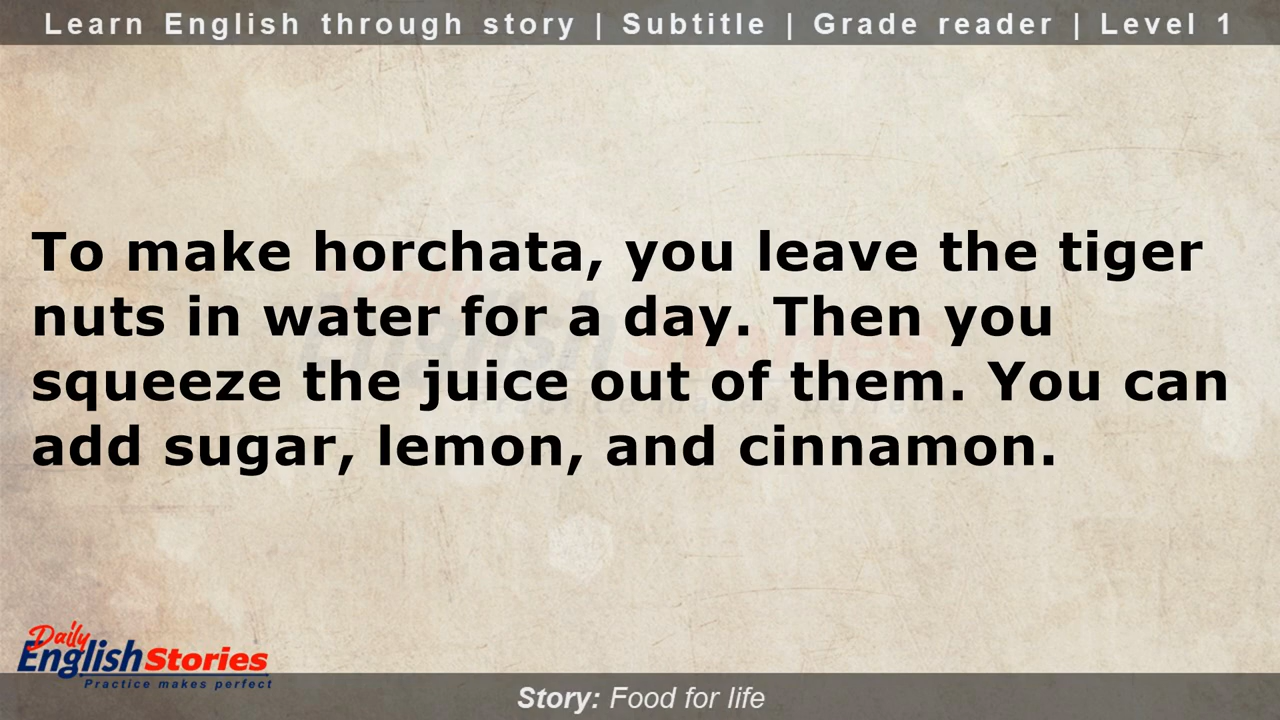 Learn English through story | Subtitle | Grade reader | Level 1
To make horchata, you leave the tiger
nuts in water for a day. Then you
squeeze the juice out of them. You can
add sugar, lemon, and cinnamon.
Daily
English Stories
Practice makes perfect
Story: Food for life